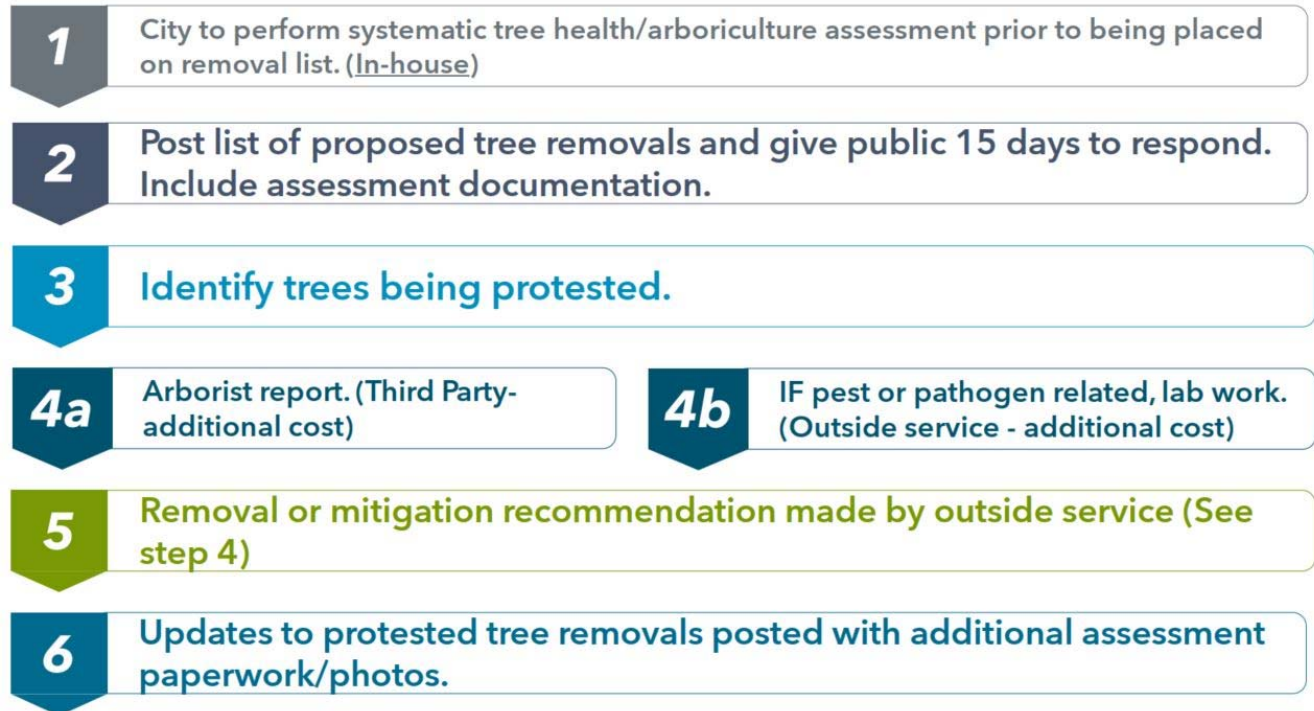 1
City to perform systematic tree health/arboriculture assessment prior to being placed
on removal list. (In-house)
2
Post list of proposed tree removals and give public 15 days to respond.
Include assessment documentation.
3
Identify trees being protested.
4a
Arborist report. (Third Party-
additional cost)
4b
IF pest or pathogen related, lab work.
(Outside service - additional cost)
5
Removal or mitigation recommendation made by outside service (See
step 4)
6
Updates to protested tree removals posted with additional assessment
paperwork/photos.